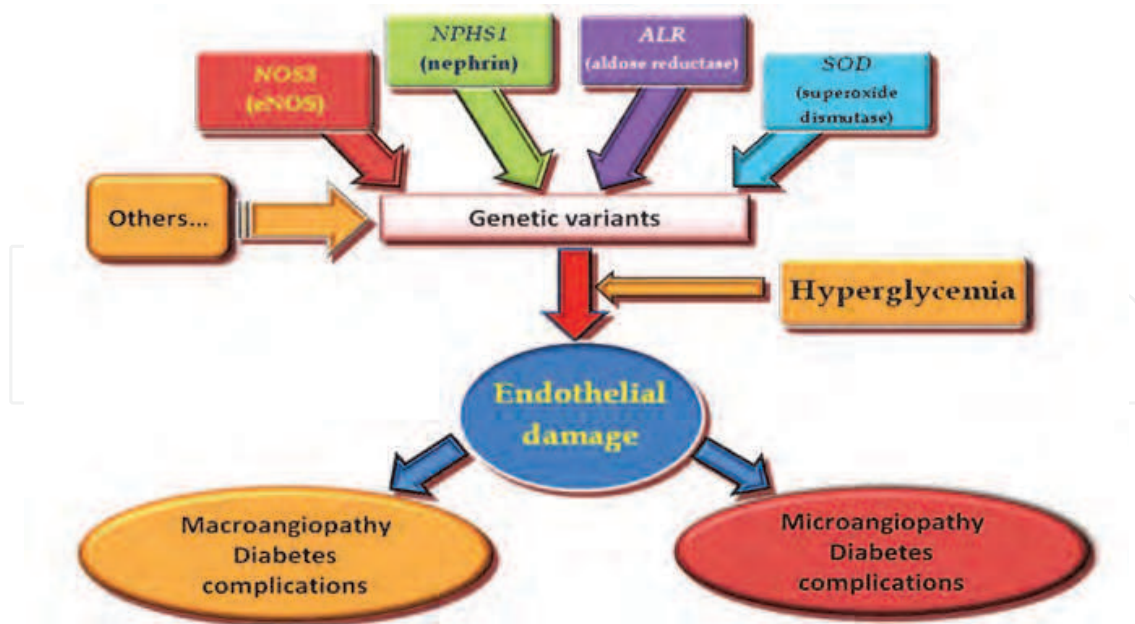 NOS3
(eNOS)
NPHS1
(nephrin)
ALR
(aldose reductase)
SOD
(superoxide
dismutase)
Others...
Genetic variants
Hyperglycemia
Endothelial
damage
Macroangiopathy
Diabetes
complications
Microangiopathy
Diabetes
complications